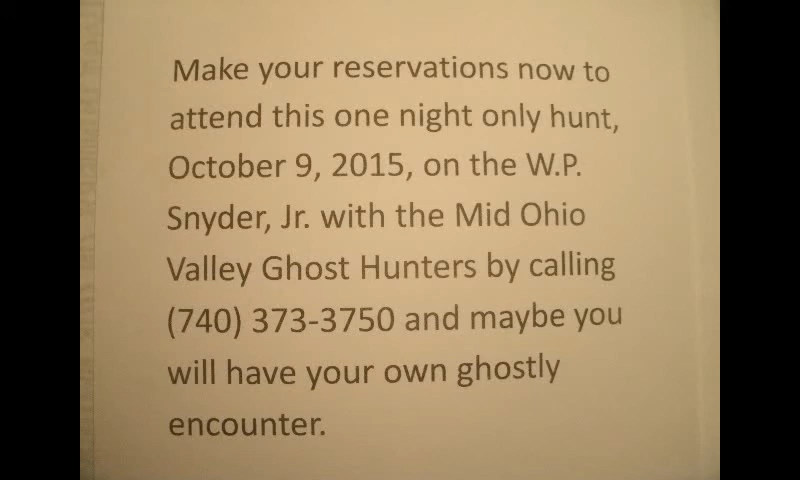 Make your reservations now to
attend this one night only hunt,
October 9, 2015, on the W.P.
Snyder, Jr. with the Mid Ohio
Valley Ghost Hunters by calling
(740) 373-3750 and maybe you
will have your own ghostly
encounter.